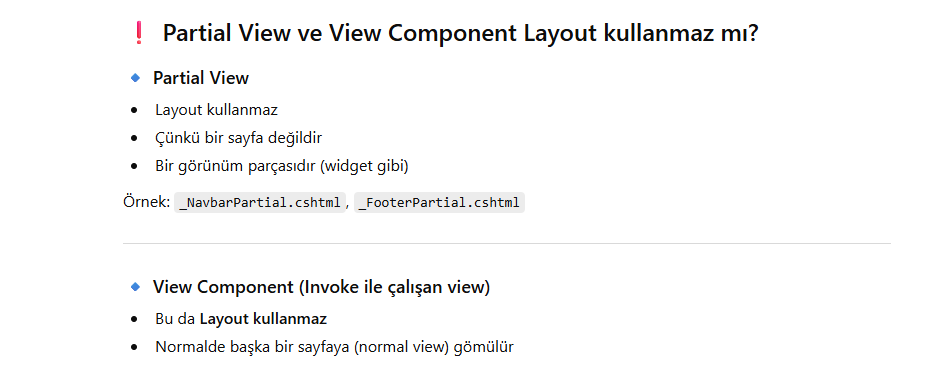 ❗ Partial View ve View Component Layout kullanmaz mı?
🔹 Partial View
• Layout kullanmaz
• Çünkü bir sayfa değildir
• Bir görünüm parçasıdır (widget gibi)
Örnek: _NavbarPartial.cshtml, _FooterPartial.cshtml
🔹 View Component (Invoke ile çalışan view)
• Bu da Layout kullanmaz
• Normalde başka bir sayfaya (normal view) gömülür